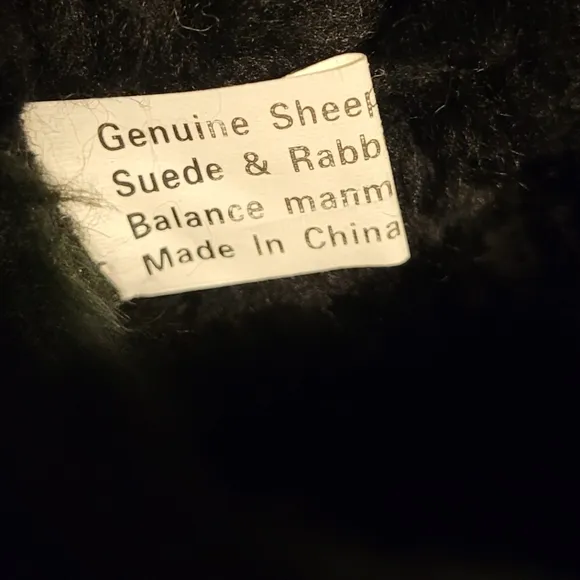 Genuine Sheep
Suede & Rabb
Balance manm
Made In China